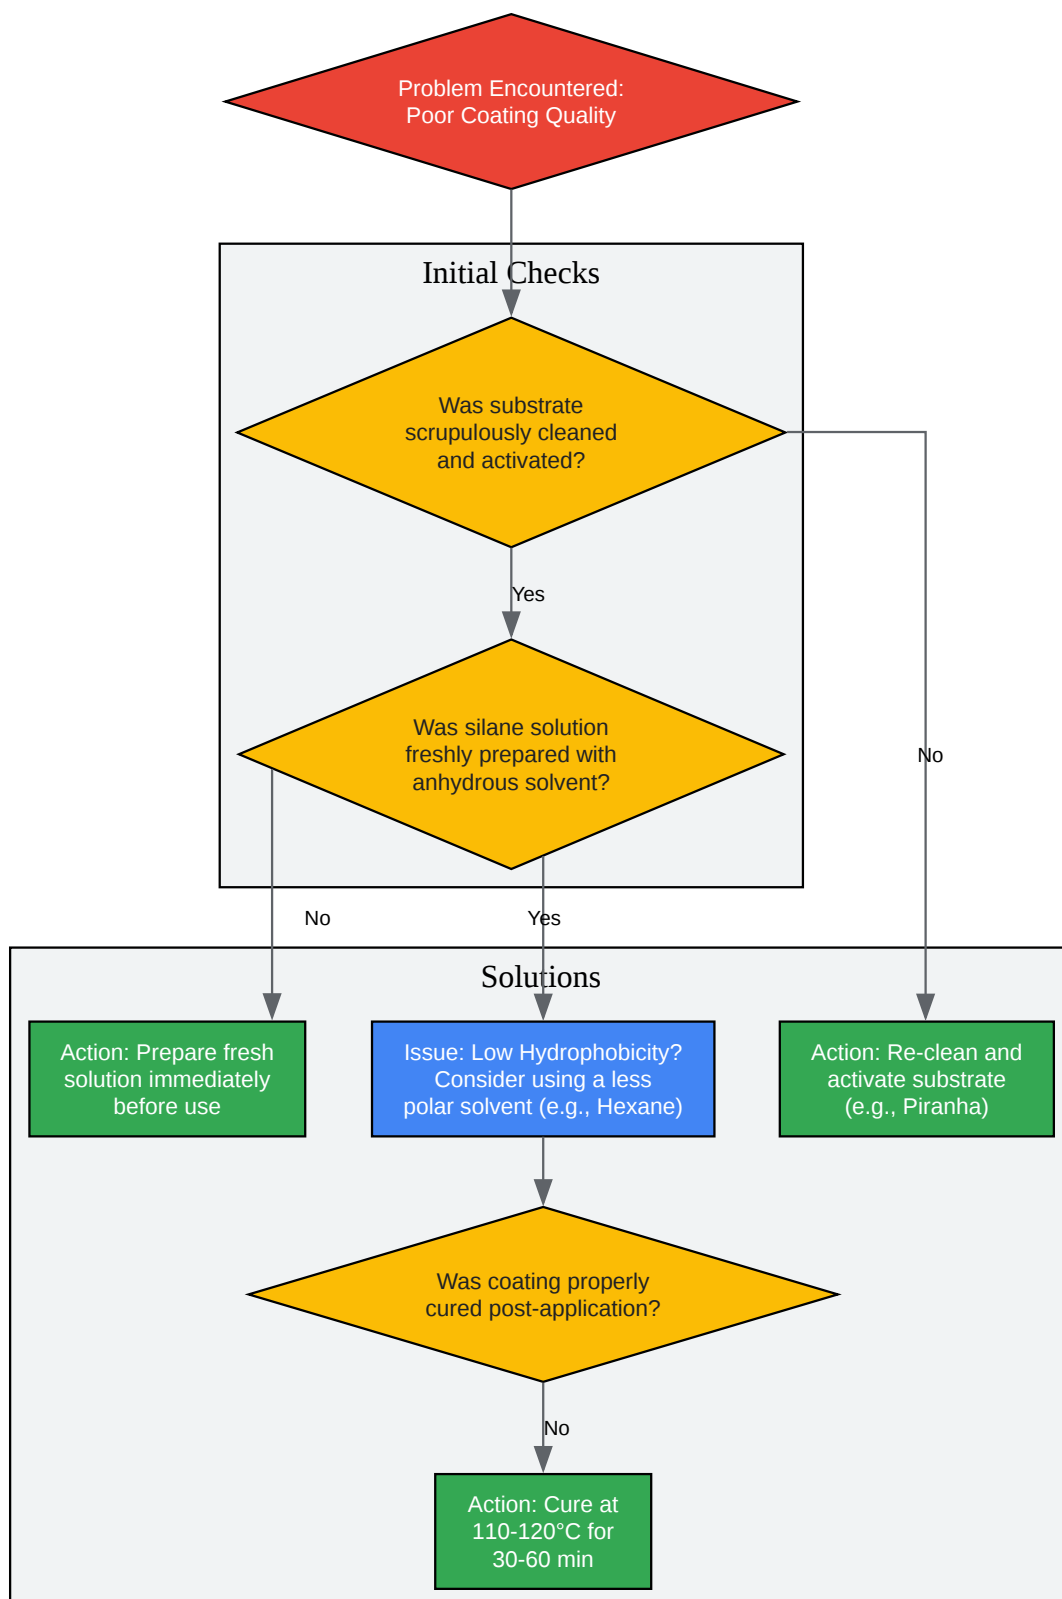 Problem Encountered:
Poor Coating Quality
Initial Checks
Was substrate
scrupulously cleaned
and activated?
Yes
Was silane solution
freshly prepared with
anhydrous solvent?
No
No
Yes
Solutions
Action: Prepare fresh
solution immediately
before use
Issue: Low Hydrophobicity?
Consider using a less
polar solvent (e.g., Hexane)
Action: Re-clean and
activate substrate
(e.g., Piranha)
Was coating properly
cured post-application?
No
Action: Cure at
110-120°C for
30-60 min